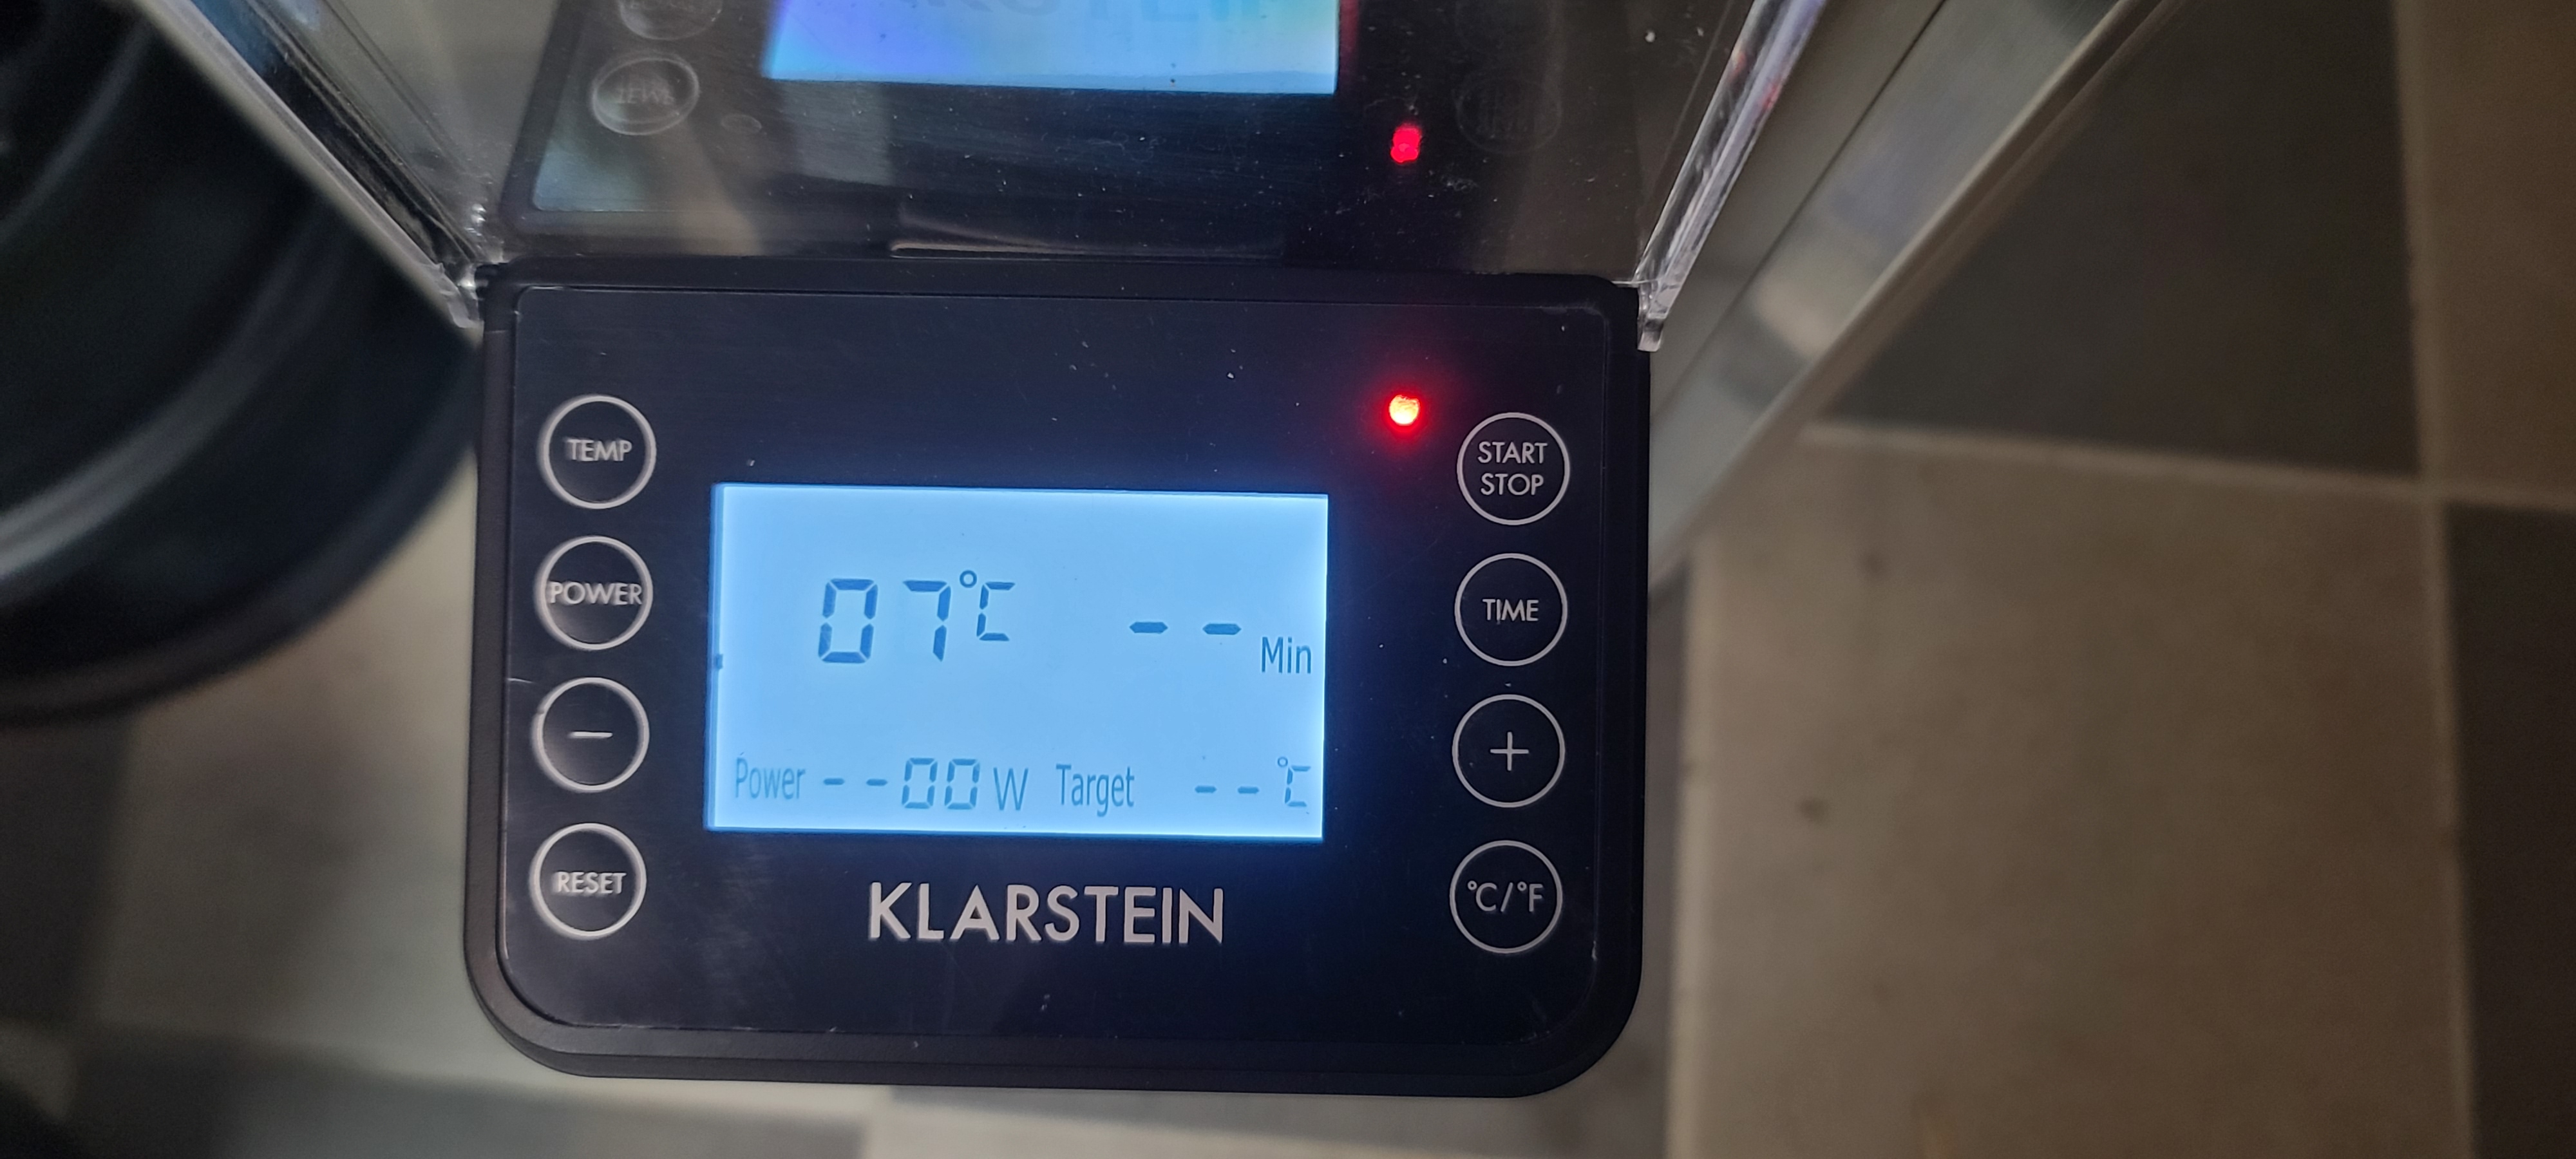 TEMP
POWER
−
RESET
07°C -- Min
Power --00 W Target --°C
KLARSTEIN
START
STOP
TIME
+
°C/°F